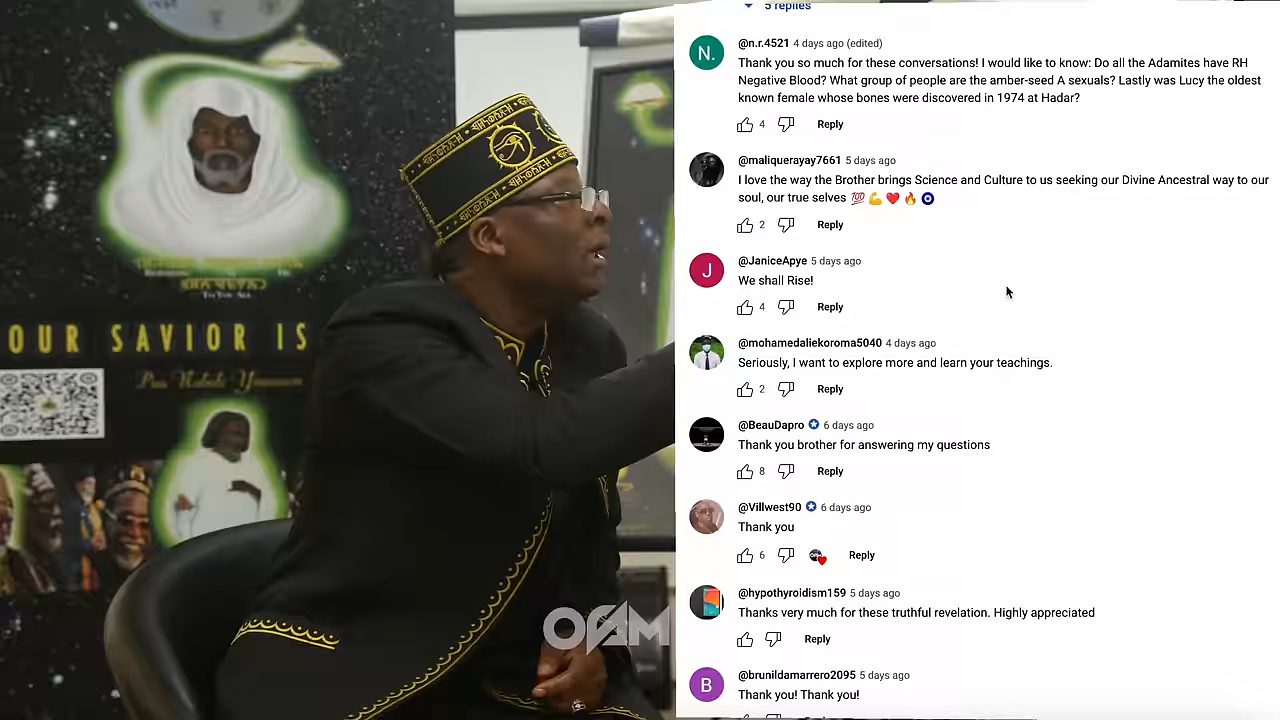 OUR SAVIOR IS
To You All
OFAM
5 replies
N.
@n.r.4521 4 days ago (edited)
Thank you so much for these conversations! I would like to know: Do all the Adamites have RH
Negative Blood? What group of people are the amber-seed A sexuals? Lastly was Lucy the oldest
known female whose bones were discovered in 1974 at Hadar?
4 Reply
@maliquerayay7661 5 days ago
I love the way the Brother brings Science and Culture to us seeking our Divine Ancestral way to our
soul, our true selves 💯 💪 ❤️ 🔥 🧿
2 Reply
J
@JaniceApye 5 days ago
We shall Rise!
4 Reply
@mohamedaliekoroma5040 4 days ago
Seriously, I want to explore more and learn your teachings.
2 Reply
@BeauDapro 6 days ago
Thank you brother for answering my questions
8 Reply
@Villwest90 6 days ago
Thank you
6 Reply
@hypothyroidism159 5 days ago
Thanks very much for these truthful revelation. Highly appreciated
Reply
B
@brunildamarrero2095 5 days ago
Thank you! Thank you!